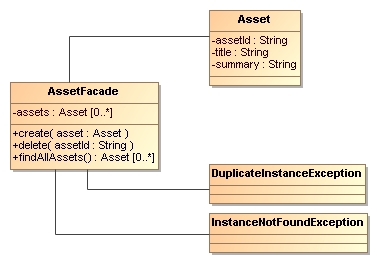 Asset
-assetId : String
-title : String
-summary : String
AssetFacade
-assets : Asset [0..*]
+create( asset : Asset )
+delete( assetId : String )
+findAllAssets() : Asset [0..*]
DuplicateInstanceException
InstanceNotFoundException